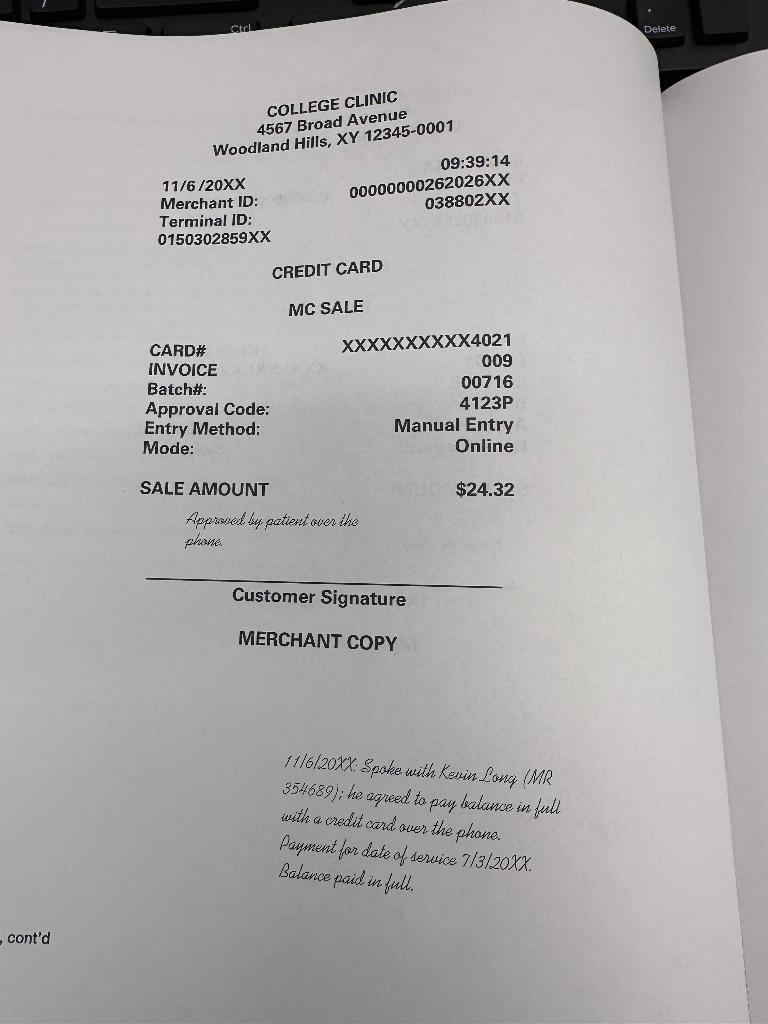 Ctrl
Delete
COLLEGE CLINIC
4567 Broad Avenue
Woodland Hills, XY 12345-0001
11/6/20XX 09:39:14
Merchant ID: 00000000262026XX
Terminal ID: 038802XX
0150302859XX
CREDIT CARD
MC SALE
CARD# XXXXXXXXXX4021
INVOICE 009
Batch#: 00716
Approval Code: 4123P
Entry Method: Manual Entry
Mode: Online
SALE AMOUNT $24.32
Approved by patient over the
phone.
Customer Signature
MERCHANT COPY
11/6/20XX: Spoke with Kevin Long (MR
354689); he agreed to pay balance in full
with a credit card over the phone.
Payment for date of service 7/3/20XX.
Balance paid in full.
, cont'd